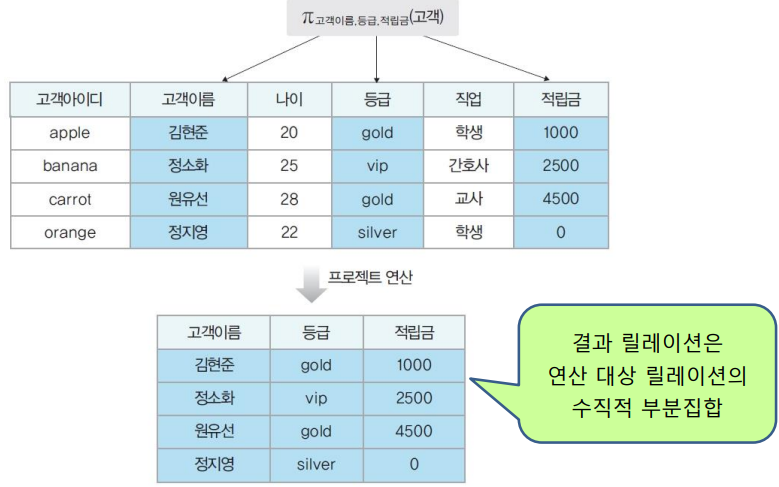 π고객이름,등급,적립금(고객)
고객아이디 고객이름 나이 등급 직업 적립금
apple 김현준 20 gold 학생 1000
banana 정소화 25 vip 간호사 2500
carrot 원유선 28 gold 교사 4500
orange 정지영 22 silver 학생 0
프로젝트 연산
고객이름 등급 적립금
김현준 gold 1000
정소화 vip 2500
원유선 gold 4500
정지영 silver 0
결과 릴레이션은
연산 대상 릴레이션의
수직적 부분집합